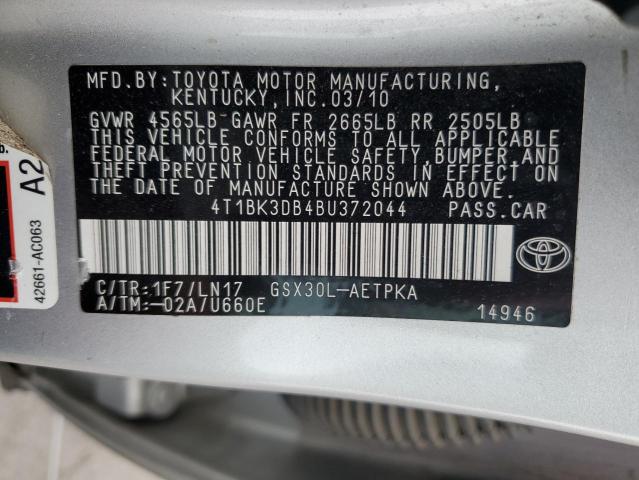 MFD.BY: TOYOTA MOTOR MANUFACTURING,
KENTUCKY, INC. 03/10
GVWR 4565LB GAWR FR 2665LB RR 2505LB
THIS VEHICLE CONFORMS TO ALL APPLICABLE
FEDERAL MOTOR VEHICLE SAFETY, BUMPER, AND
THEFT PREVENTION STANDARDS IN EFFECT ON
THE DATE OF MANUFACTURE SHOWN ABOVE.
4T1BK3DB4BU372044 PASS.CAR
C/TR: 1F7/LN17 GSX30L-AETPKA
A/TM: -02A/U660E 14946
A2
42661-AC063